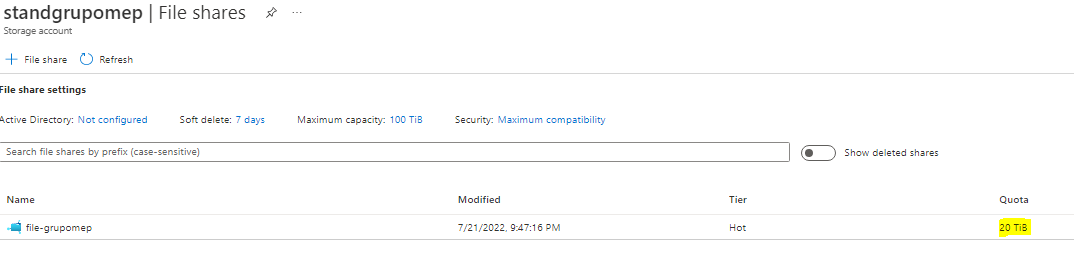 standgrupomep | File shares
Storage account
File share Refresh
File share settings
Active Directory: Not configured Soft delete: 7 days Maximum capacity: 100 TiB Security: Maximum compatibility
Search file shares by prefix (case-sensitive) Show deleted shares
Name Modified Tier Quota
file-grupomep 7/21/2022, 9:47:16 PM Hot 20 TiB